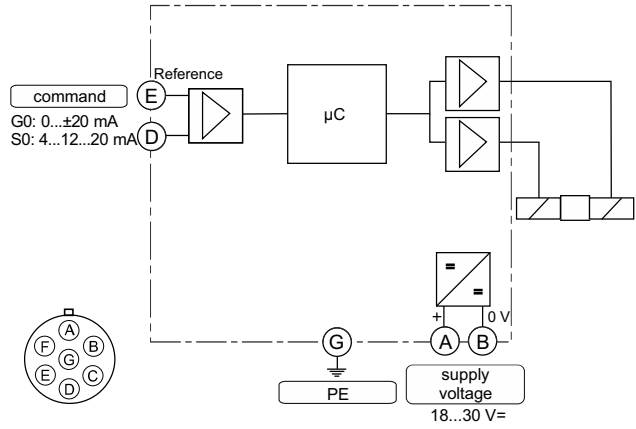 Reference
command
E
G0: 0...±20 mA
S0: 4...12...20 mA
D
µC
+
0 V
G
A
B
PE
supply
voltage
18...30 V=
A
F
B
G
E
C
D